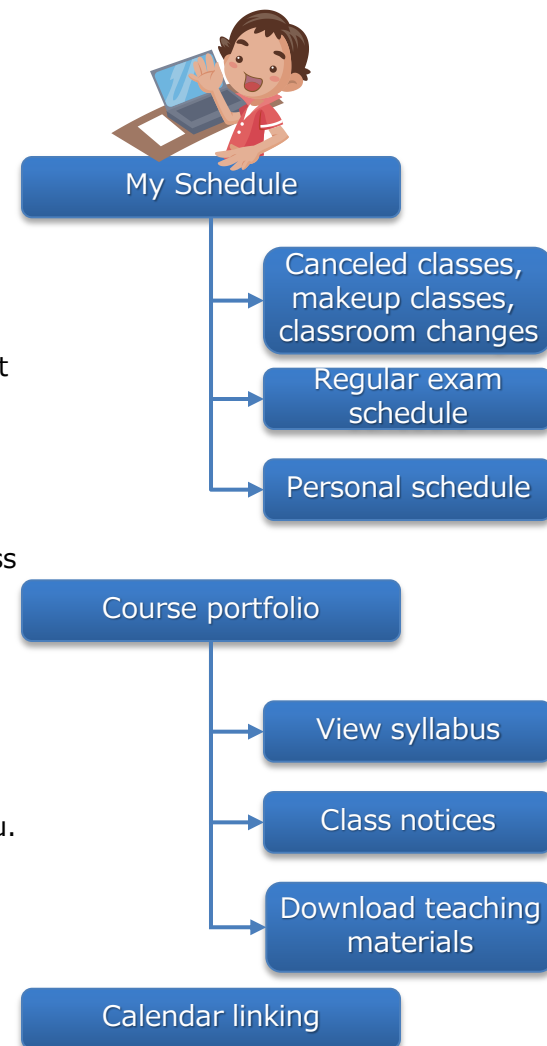 My Schedule
Canceled classes,
makeup classes,
classroom changes
t
Regular exam
schedule
Personal schedule
ss
Course portfolio
View syllabus
Class notices
u.
Download teaching
materials
Calendar linking